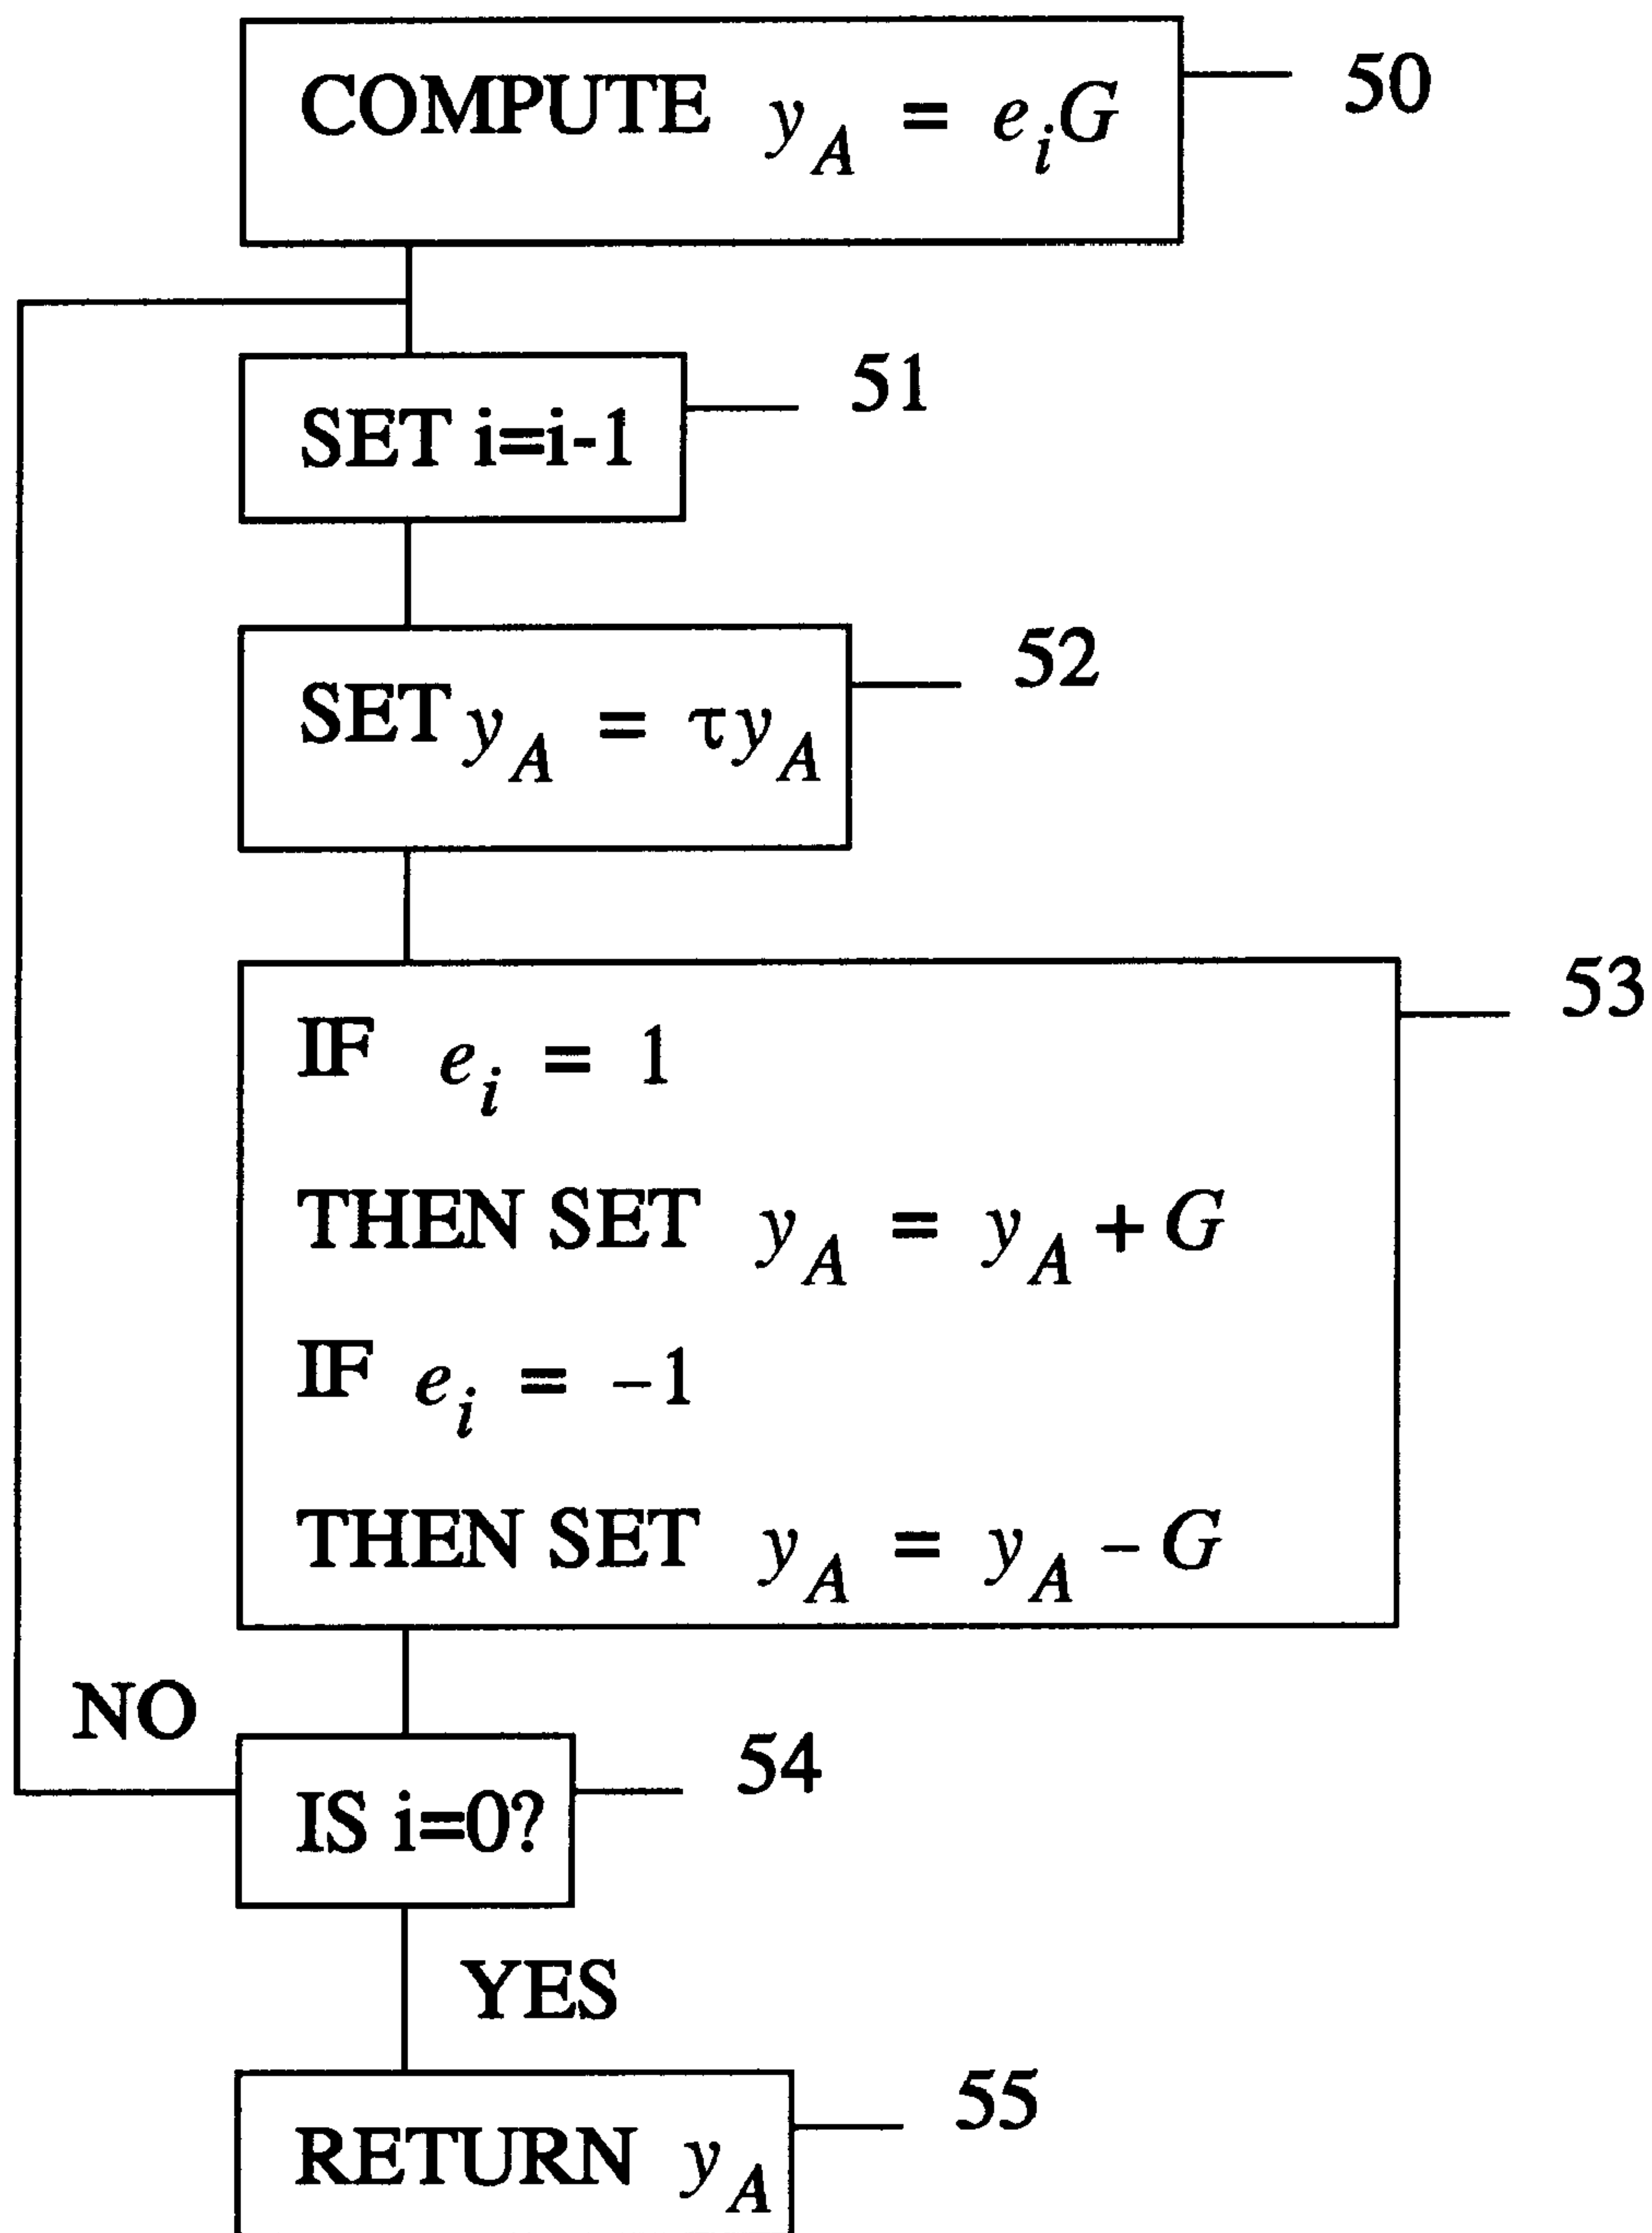 COMPUTE y_A = e_i G
50
SET i=i-1
51
SET y_A = τy_A
52
53
IF e_i = 1
THEN SET y_A = y_A + G
IF e_i = -1
THEN SET y_A = y_A - G
NO
IS i=0?
54
YES
RETURN y_A
55